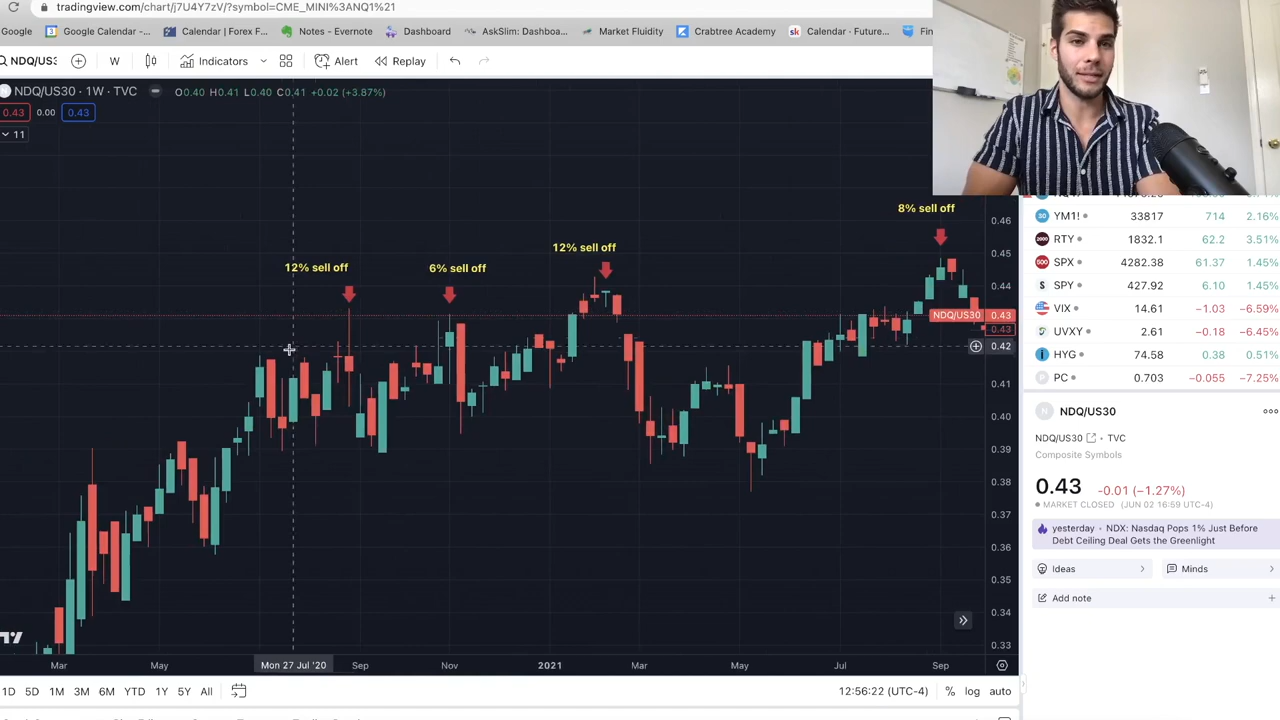 tradingview.com/chart/j7U4Y7zV/?symbol=CME_MINI%3ANQ1%21
Google Google Calendar -... Calendar | Forex F... Notes - Evernote Dashboard AskSlim: Dashboa... Market Fluidity Crabtree Academy sk Calendar · Future... Fin
NDQ/US3 W Indicators Alert Replay
NDQ/US30 · 1W · TVC O0.40 H0.41 L0.40 C0.41 +0.02 (+3.87%)
0.43 0.00 0.43
11
8% sell off
12% sell off
12% sell off
6% sell off
0.46
0.45
0.44
NDQ/US30 0.43
0.43
0.42
0.41
0.40
0.39
0.38
0.37
0.36
0.35
0.34
0.33
Mar May Mon 27 Jul '20 Sep Nov 2021 Mar May Jul Sep
1D 5D 1M 3M 6M YTD 1Y 5Y All 12:56:22 (UTC-4) % log auto
30 YM1! 33817 714 2.16%
2000 RTY 1832.1 62.2 3.51%
500 SPX 4282.38 61.37 1.45%
S SPY 427.92 6.10 1.45%
VIX 14.61 −1.03 −6.59%
UVXY 2.61 −0.18 −6.45%
HYG 74.58 0.38 0.51%
P PC 0.703 −0.055 −7.25%
N NDQ/US30
NDQ/US30 · TVC
Composite Symbols
0.43 -0.01 (−1.27%)
MARKET CLOSED (JUN 02 16:59 UTC-4)
yesterday · NDX: Nasdaq Pops 1% Just Before
Debt Ceiling Deal Gets the Greenlight
Ideas Minds
Add note